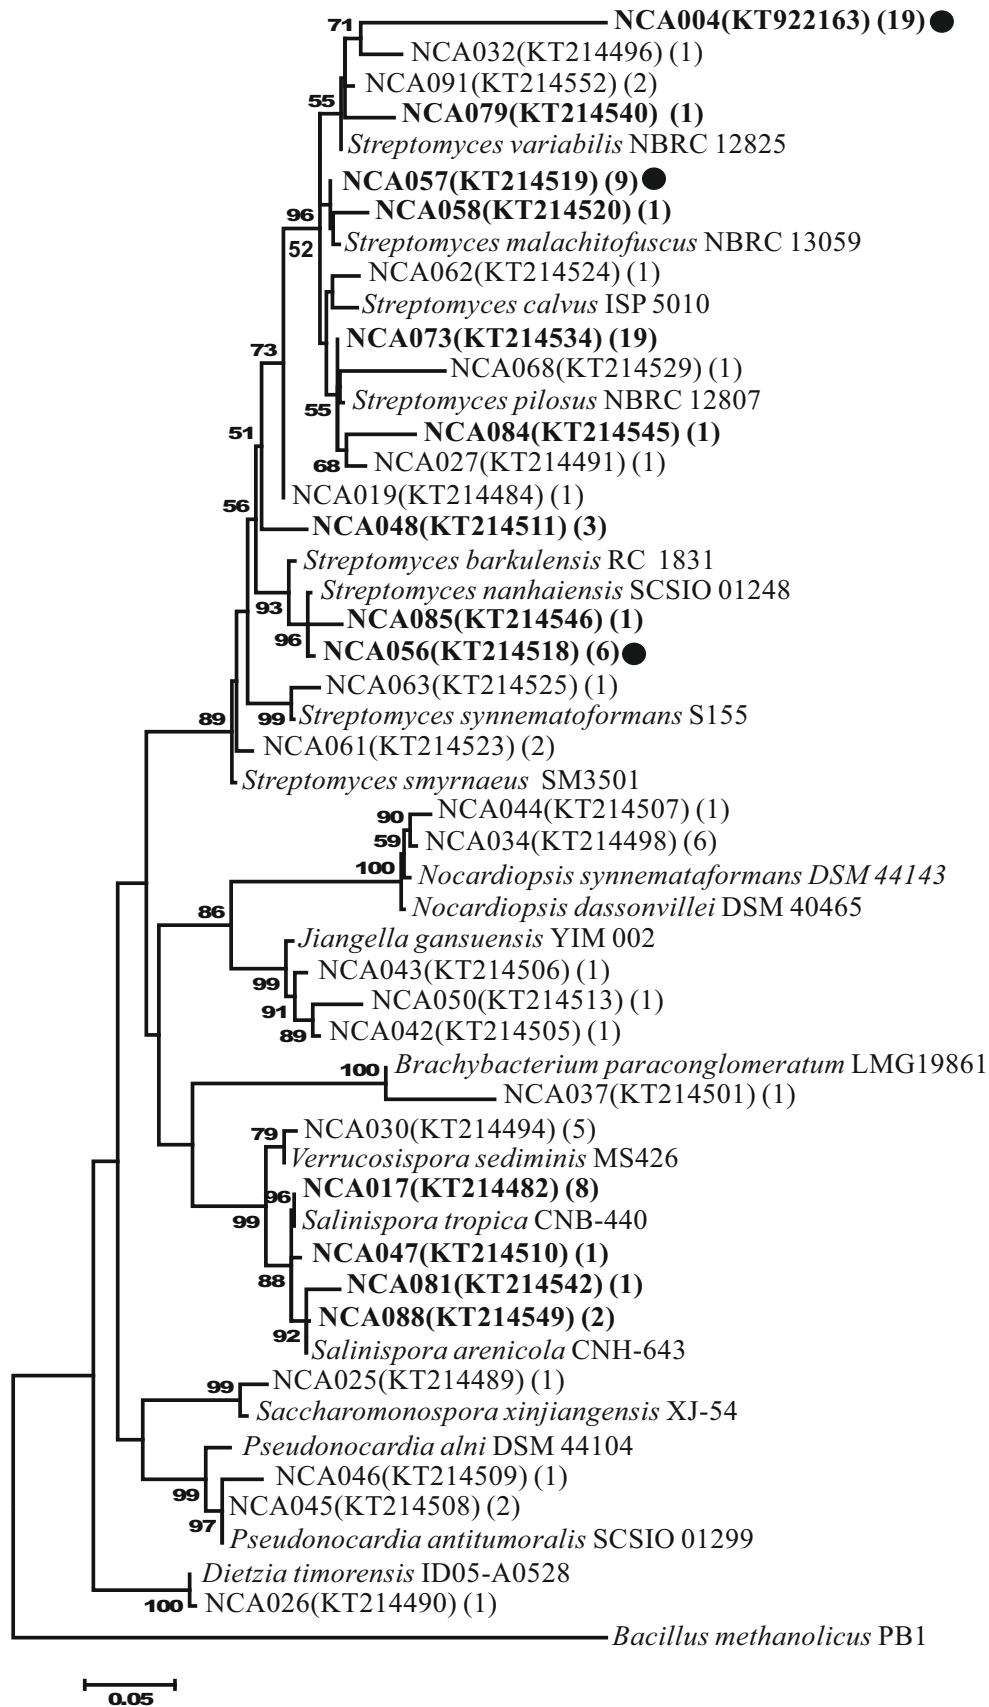 71
NCA004(KT922163) (19)
NCA032(KT214496) (1)
NCA091(KT214552) (2)
55
NCA079(KT214540) (1)
Streptomyces variabilis NBRC 12825
NCA057(KT214519) (9)
NCA058(KT214520) (1)
96
52
Streptomyces malachitofuscus NBRC 13059
NCA062(KT214524) (1)
Streptomyces calvus ISP 5010
NCA073(KT214534) (19)
73
NCA068(KT214529) (1)
Streptomyces pilosus NBRC 12807
55
NCA084(KT214545) (1)
51
NCA027(KT214491) (1)
68
NCA019(KT214484) (1)
56
NCA048(KT214511) (3)
Streptomyces barkulensis RC 1831
Streptomyces nanhaiensis SCSIO 01248
93
NCA085(KT214546) (1)
96
NCA056(KT214518) (6)
NCA063(KT214525) (1)
89
99
Streptomyces synnematoformans S155
NCA061(KT214523) (2)
Streptomyces smyrnaeus SM3501
NCA044(KT214507) (1)
90
NCA034(KT214498) (6)
59
100
Nocardiopsis synnemataformans DSM 44143
Nocardiopsis dassonvillei DSM 40465
86
Jiangella gansuensis YIM 002
NCA043(KT214506) (1)
99
NCA050(KT214513) (1)
91
NCA042(KT214505) (1)
89
Brachybacterium paraconglomeratum LMG19861
100
NCA037(KT214501) (1)
NCA030(KT214494) (5)
79
Verrucosispora sediminis MS426
NCA017(KT214482) (8)
96
Salinispora tropica CNB-440
99
NCA047(KT214510) (1)
88
NCA081(KT214542) (1)
NCA088(KT214549) (2)
92
Salinispora arenicola CNH-643
NCA025(KT214489) (1)
99
Saccharomonospora xinjiangensis XJ-54
Pseudonocardia alni DSM 44104
NCA046(KT214509) (1)
99
NCA045(KT214508) (2)
97
Pseudonocardia antitumoralis SCSIO 01299
Dietzia timorensis ID05-A0528
NCA026(KT214490) (1)
100
Bacillus methanolicus PB1
0.05